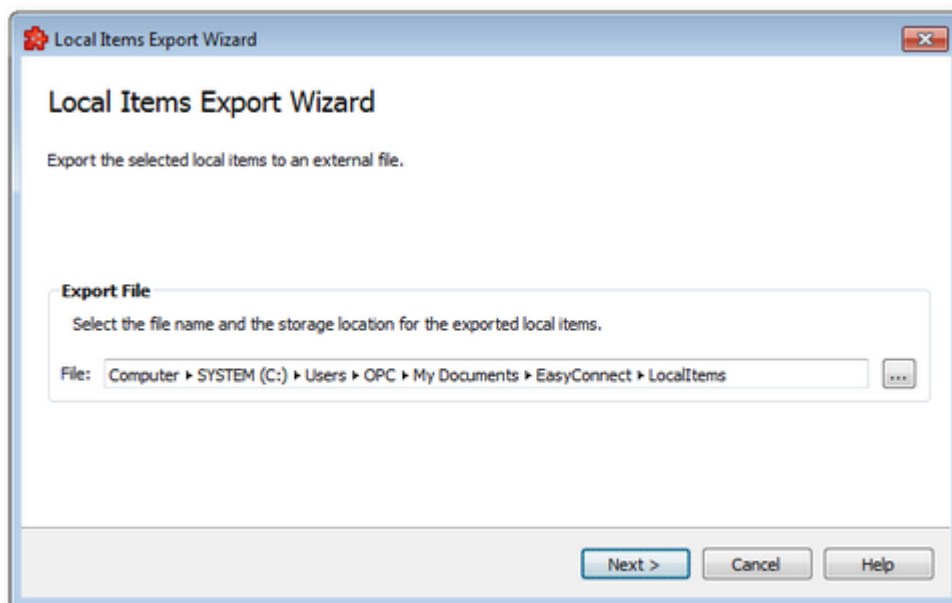 Local Items Export Wizard
Local Items Export Wizard
Export the selected local items to an external file.
Export File
Select the file name and the storage location for the exported local items.
File: Computer ▸ SYSTEM (C:) ▸ Users ▸ OPC ▸ My Documents ▸ EasyConnect ▸ LocalItems ...
Next > Cancel Help